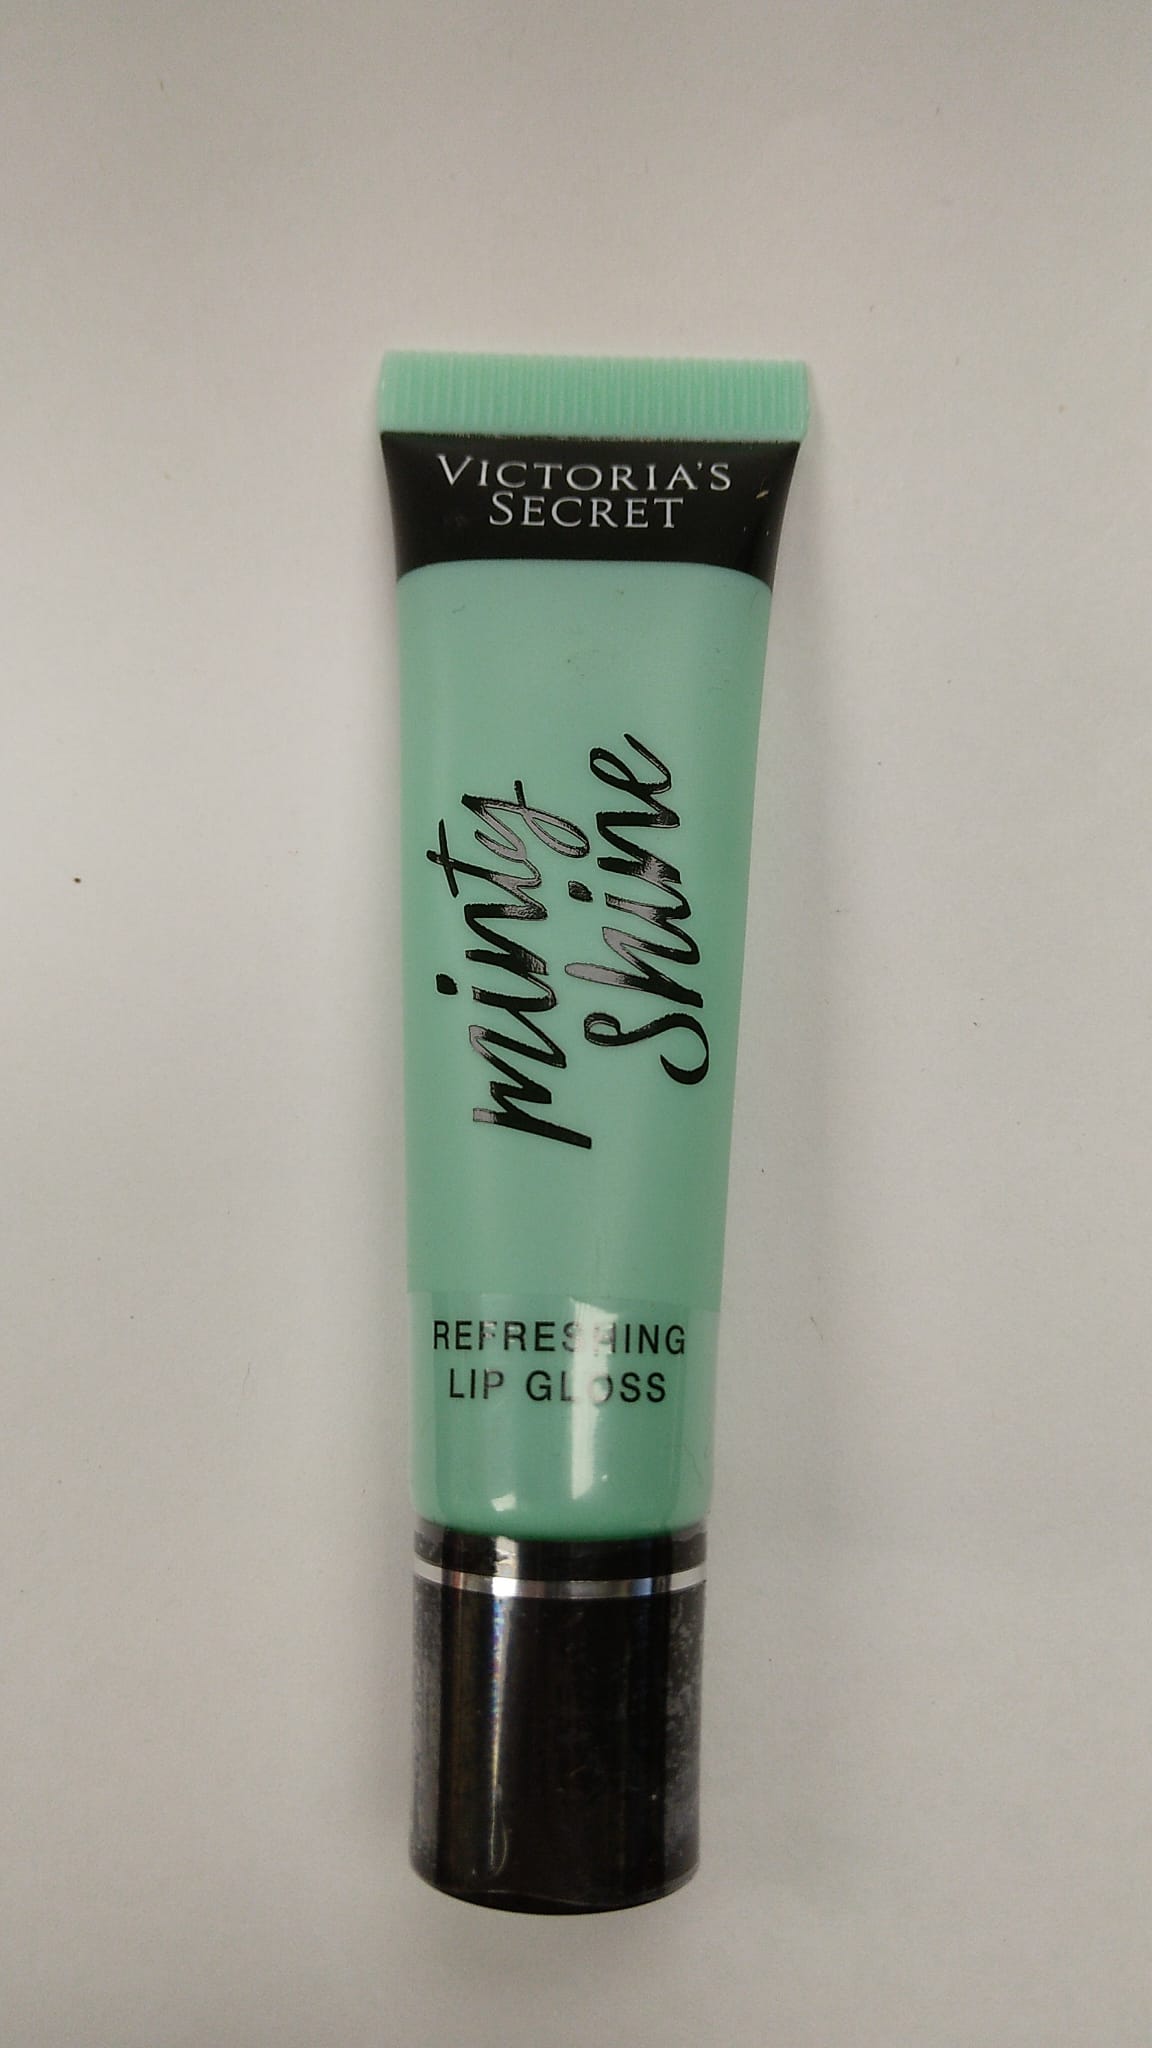 VICTORIA'S
SECRET
minty
shine
REFRESHING
LIP GLOSS